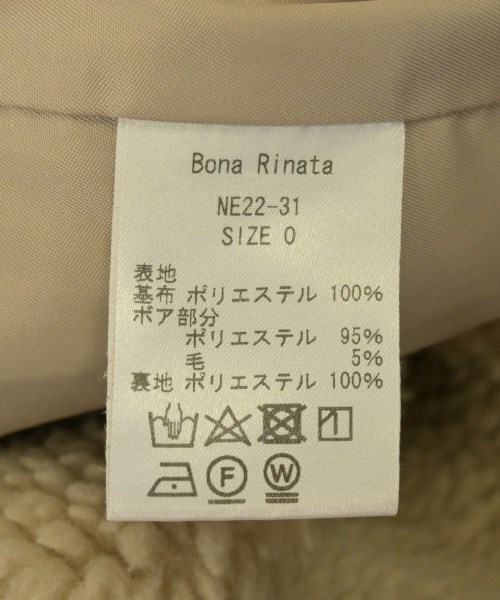 Bona Rinata
NE22-31
SIZE 0
表地
基布 ポリエステル 100%
ボア部分
ポリエステル 95%
毛 5%
裏地 ポリエステル 100%
F W